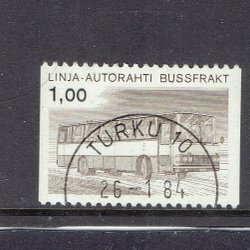 LINJA-AUTORAHTI BUSSFRAKT
1,00
TURKU 10
26-1 84